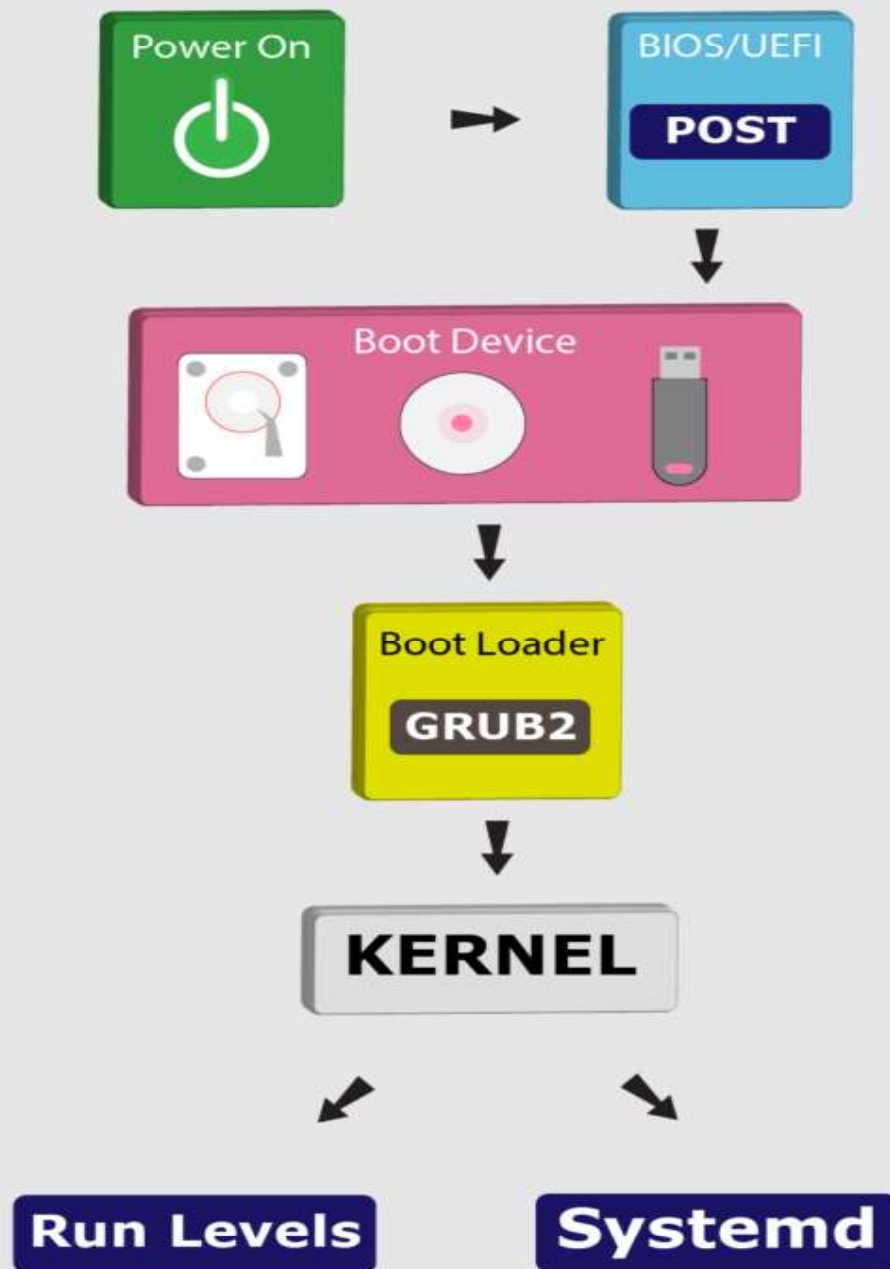 Power On
BIOS/UEFI
POST
Boot Device
Boot Loader
GRUB2
KERNEL
Run Levels
Systemd